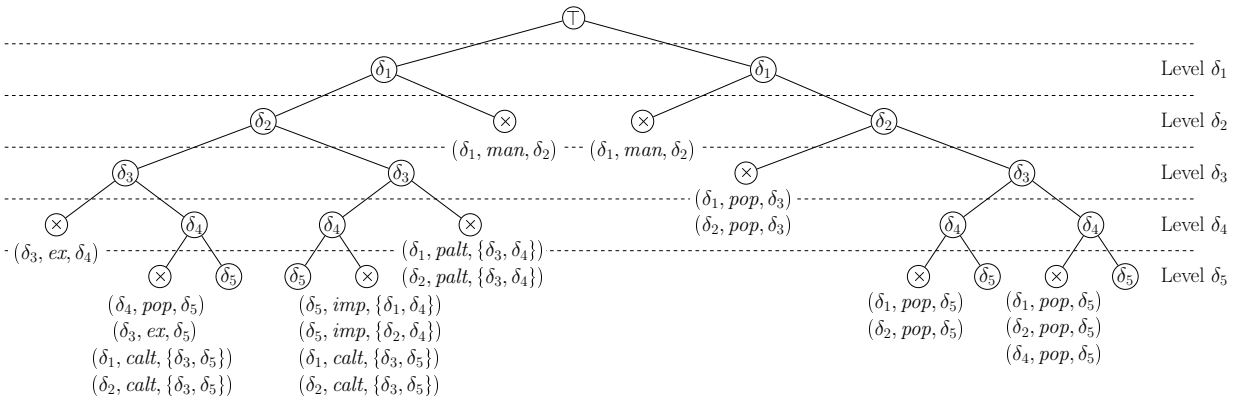 ⊤
δ1 δ1 Level δ1
δ2 × × δ2 Level δ2
(δ1, man, δ2) (δ1, man, δ2)
δ3 δ3 × δ3 Level δ3
(δ1, pop, δ3)
× δ4 δ4 × δ4 δ4 Level δ4
(δ2, pop, δ3)
(δ3, ex, δ4) (δ1, palt, {δ3, δ4})
× δ5 δ5 × (δ2, palt, {δ3, δ4}) × δ5 × δ5 Level δ5
(δ4, pop, δ5) (δ5, imp, {δ1, δ4}) (δ1, pop, δ5) (δ1, pop, δ5)
(δ3, ex, δ5) (δ5, imp, {δ2, δ4}) (δ2, pop, δ5) (δ2, pop, δ5)
(δ1, calt, {δ3, δ5}) (δ1, calt, {δ3, δ5}) (δ4, pop, δ5)
(δ2, calt, {δ3, δ5}) (δ2, calt, {δ3, δ5})